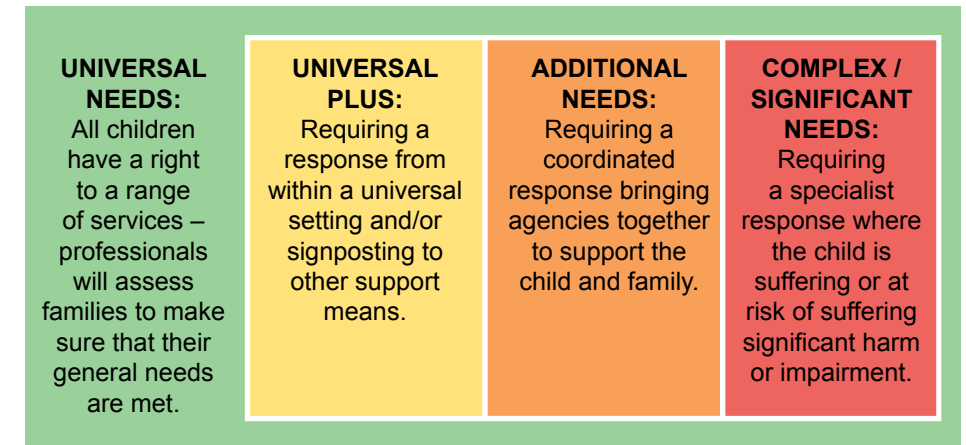 UNIVERSAL
NEEDS:
All children
have a right
to a range
of services –
professionals
will assess
families to make
sure that their
general needs
are met.
UNIVERSAL
PLUS:
Requiring a
response from
within a universal
setting and/or
signposting to
other support
means.
ADDITIONAL
NEEDS:
Requiring a
coordinated
response bringing
agencies together
to support the
child and family.
COMPLEX /
SIGNIFICANT
NEEDS:
Requiring
a specialist
response where
the child is
suffering or at
risk of suffering
significant harm
or impairment.